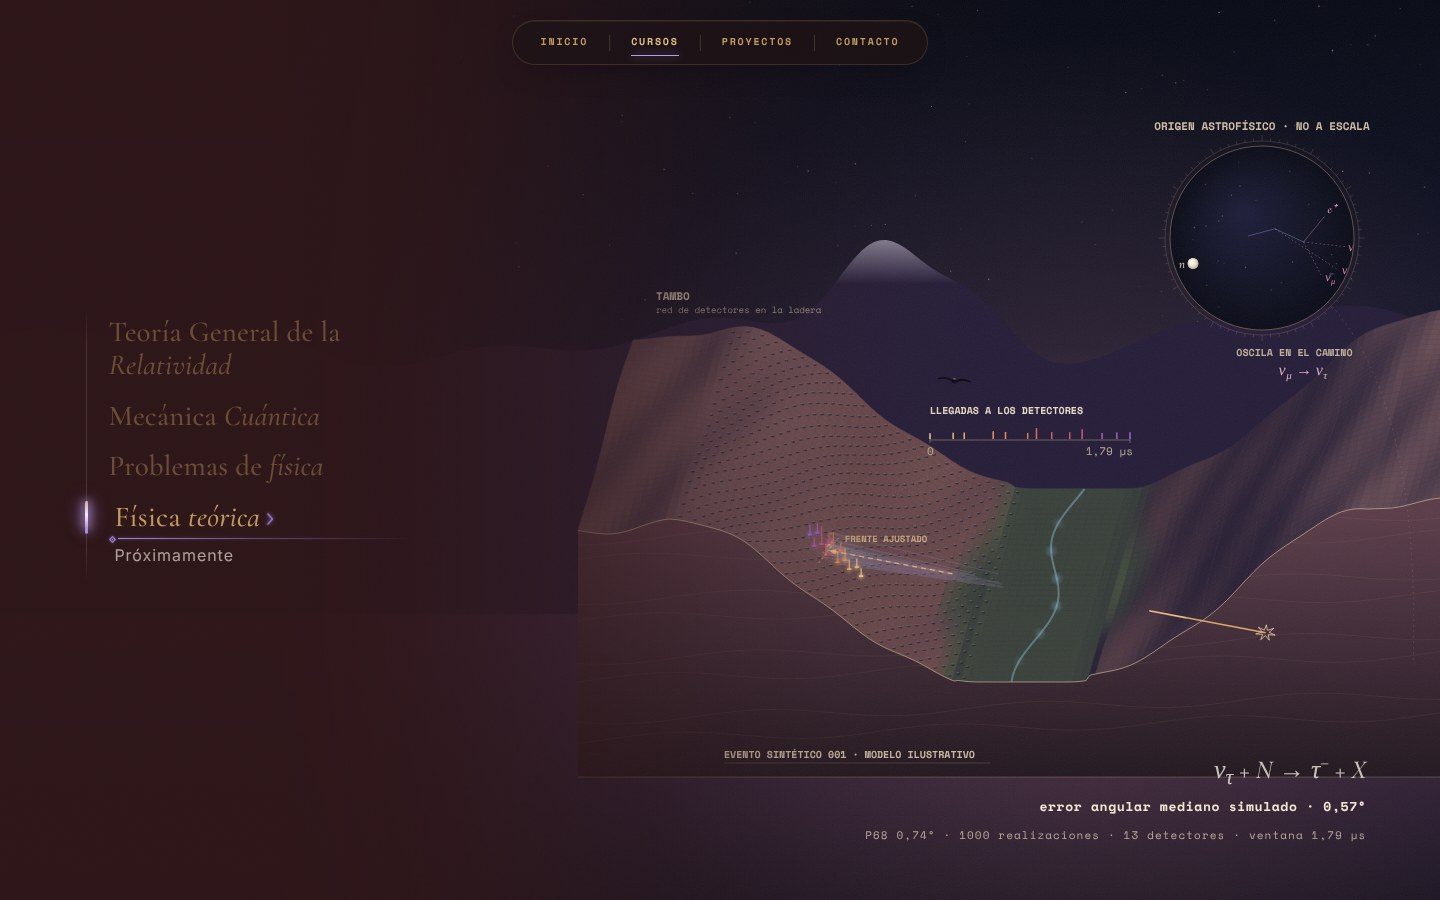 INICIO
CURSOS
PROYECTOS
CONTACTO
ORIGEN ASTROFÍSICO · NO A ESCALA
n
TAMBO
red de detectores en la ladera
OSCILA EN EL CAMINO
νμ → ντ
LLEGADAS A LOS DETECTORES
0
1,79 µs
Teoría General de la
Relatividad
Mecánica Cuántica
Problemas de física
Física teórica ›
Próximamente
FRENTE AJUSTADO
EVENTO SINTÉTICO 001 · MODELO ILUSTRATIVO
ντ + N → τ⁻ + X
error angular mediano simulado · 0,57°
P68 0,74° · 1000 realizaciones · 13 detectores · ventana 1,79 µs